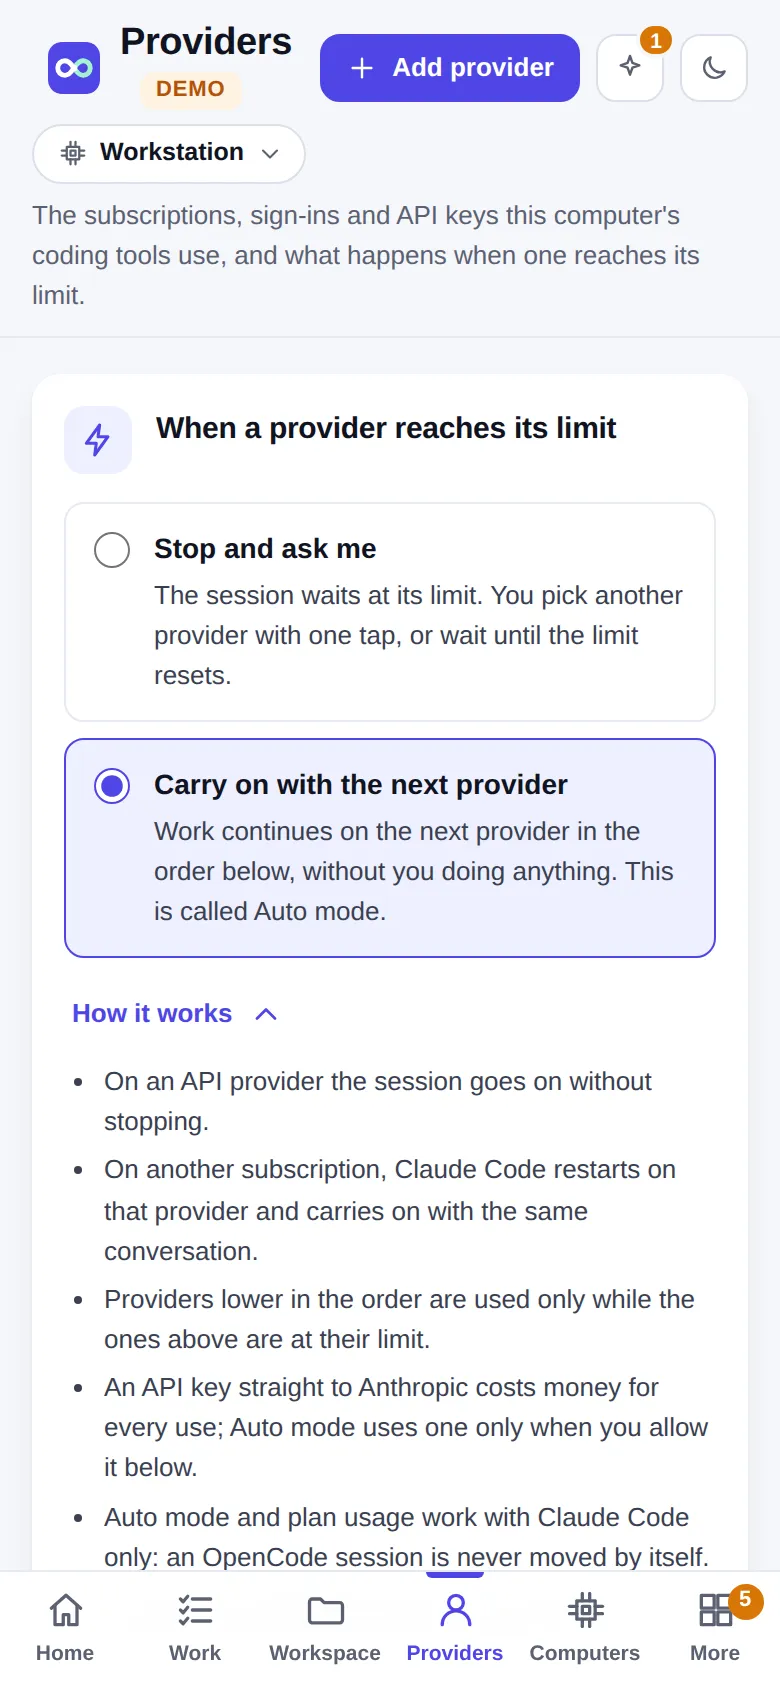 Providers
DEMO
Add provider
1
Workstation
The subscriptions, sign-ins and API keys this computer's
coding tools use, and what happens when one reaches its
limit.
When a provider reaches its limit
Stop and ask me
The session waits at its limit. You pick another
provider with one tap, or wait until the limit
resets.
Carry on with the next provider
Work continues on the next provider in the
order below, without you doing anything. This
is called Auto mode.
How it works
On an API provider the session goes on without
stopping.
On another subscription, Claude Code restarts on
that provider and carries on with the same
conversation.
Providers lower in the order are used only while the
ones above are at their limit.
An API key straight to Anthropic costs money for
every use; Auto mode uses one only when you allow
it below.
Auto mode and plan usage work with Claude Code
only: an OpenCode session is never moved by itself.
Home
Work
Workspace
Providers
Computers
More
5